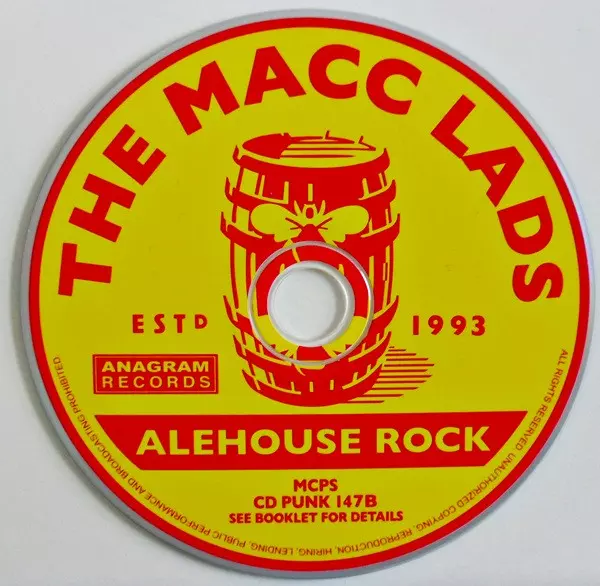 THE MACC LADS
ESTD 1993
ANAGRAM
RECORDS
ALEHOUSE ROCK
MCPS
CD PUNK 147B
SEE BOOKLET FOR DETAILS
ALL RIGHTS RESERVED. UNAUTHORIZED COPYING, REPRODUCTION, HIRING, LENDING, PUBLIC PERFORMANCE AND BROADCASTING PROHIBITED.